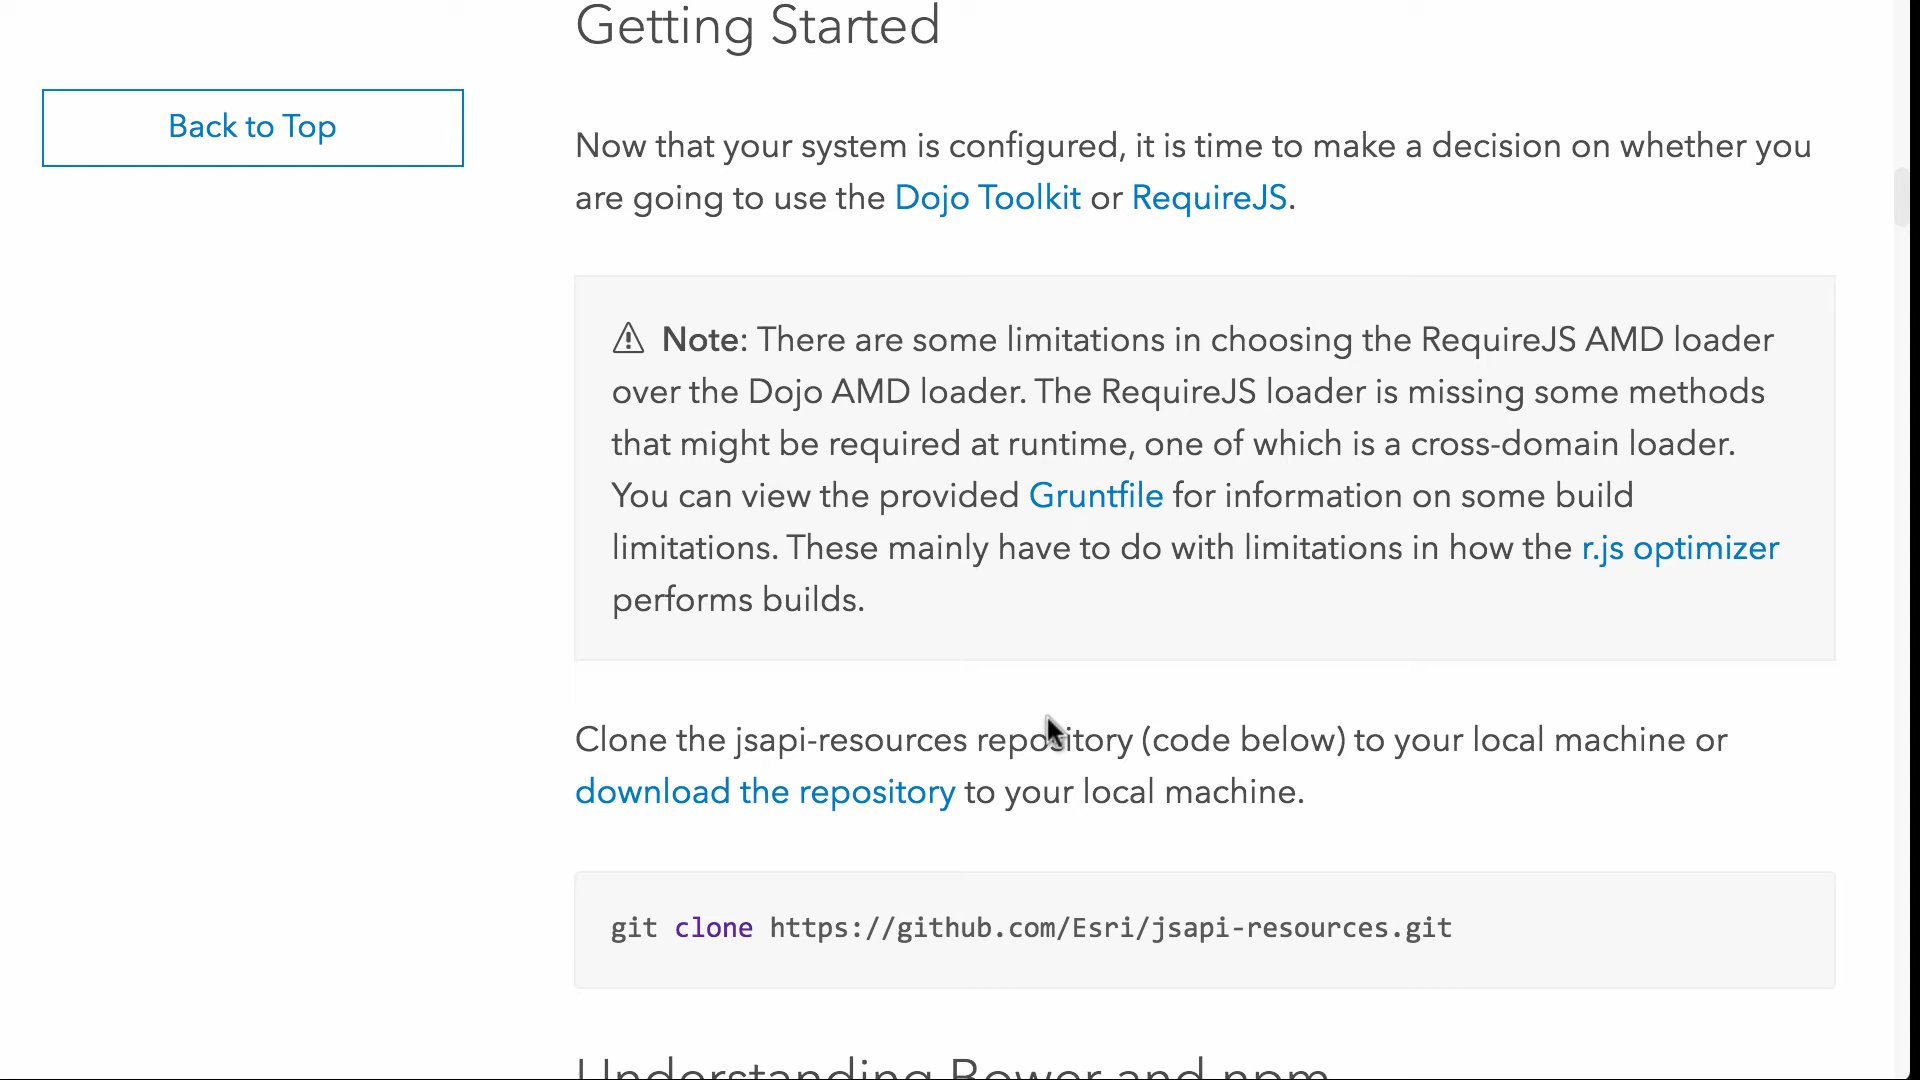 Getting Started
Back to Top
Now that your system is configured, it is time to make a decision on whether you
are going to use the Dojo Toolkit or RequireJS.
Note: There are some limitations in choosing the RequireJS AMD loader
over the Dojo AMD loader. The RequireJS loader is missing some methods
that might be required at runtime, one of which is a cross-domain loader.
You can view the provided Gruntfile for information on some build
limitations. These mainly have to do with limitations in how the r.js optimizer
performs builds.
Clone the jsapi-resources repository (code below) to your local machine or
download the repository to your local machine.
git clone https://github.com/Esri/jsapi-resources.git
Understanding Bower and npm